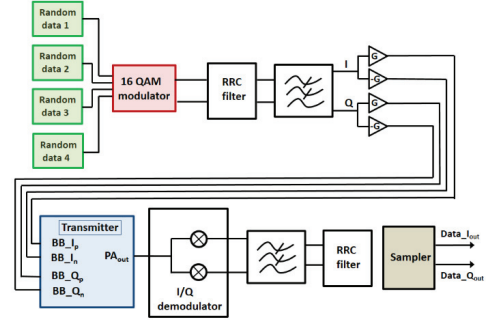 Random
data 1
Random
data 2
Random
data 3
Random
data 4
16 QAM
modulator
RRC
filter
I
Q
G
-G
G
-G
Transmitter
BB_Ip
BB_In
BB_Qp
BB_Qn
PAout
I/Q
demodulator
RRC
filter
Sampler
Data_Iout
Data_Qout